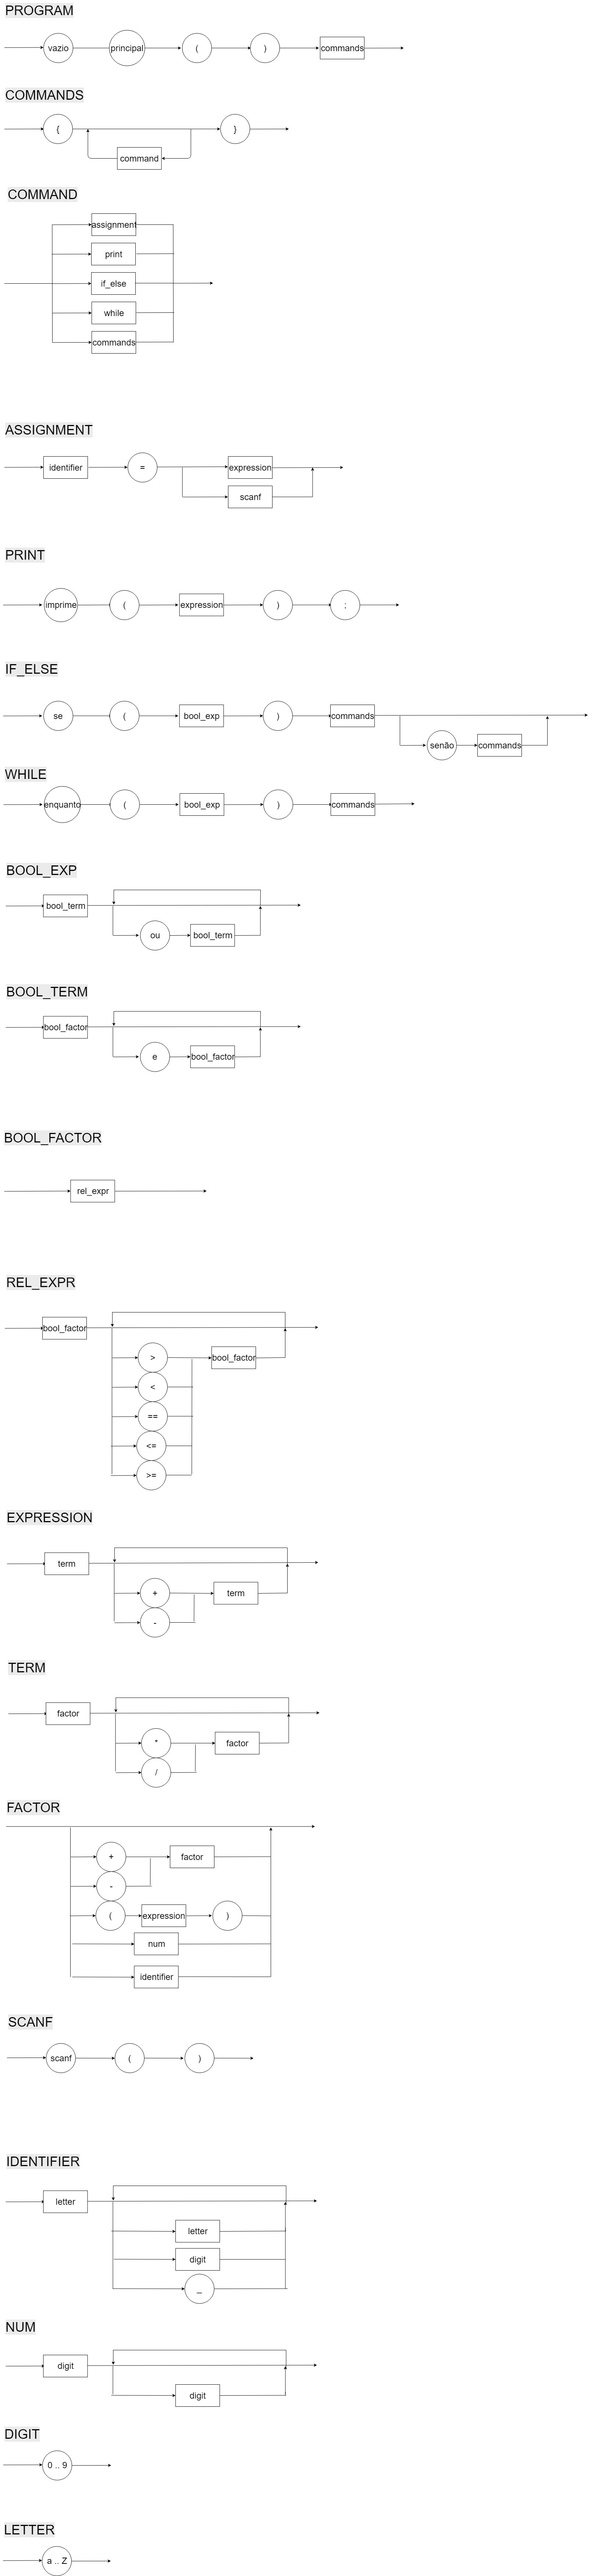 PROGRAM
vazio principal ( ) commands
COMMANDS
{ }
command
COMMAND
assignment
print
if_else
while
commands
ASSIGNMENT
identifier = expression
scanf
PRINT
imprime ( expression ) ;
IF_ELSE
se ( bool_exp ) commands
senão commands
WHILE
enquanto ( bool_exp ) commands
BOOL_EXP
bool_term
ou bool_term
BOOL_TERM
bool_factor
e bool_factor
BOOL_FACTOR
rel_expr
REL_EXPR
bool_factor
> bool_factor
<
==
<=
>=
EXPRESSION
term
+ term
-
TERM
factor
* factor
/
FACTOR
+ factor
-
( expression )
num
identifier
SCANF
scanf ( )
IDENTIFIER
letter
letter
digit
_
NUM
digit
digit
DIGIT
0 .. 9
LETTER
a .. Z